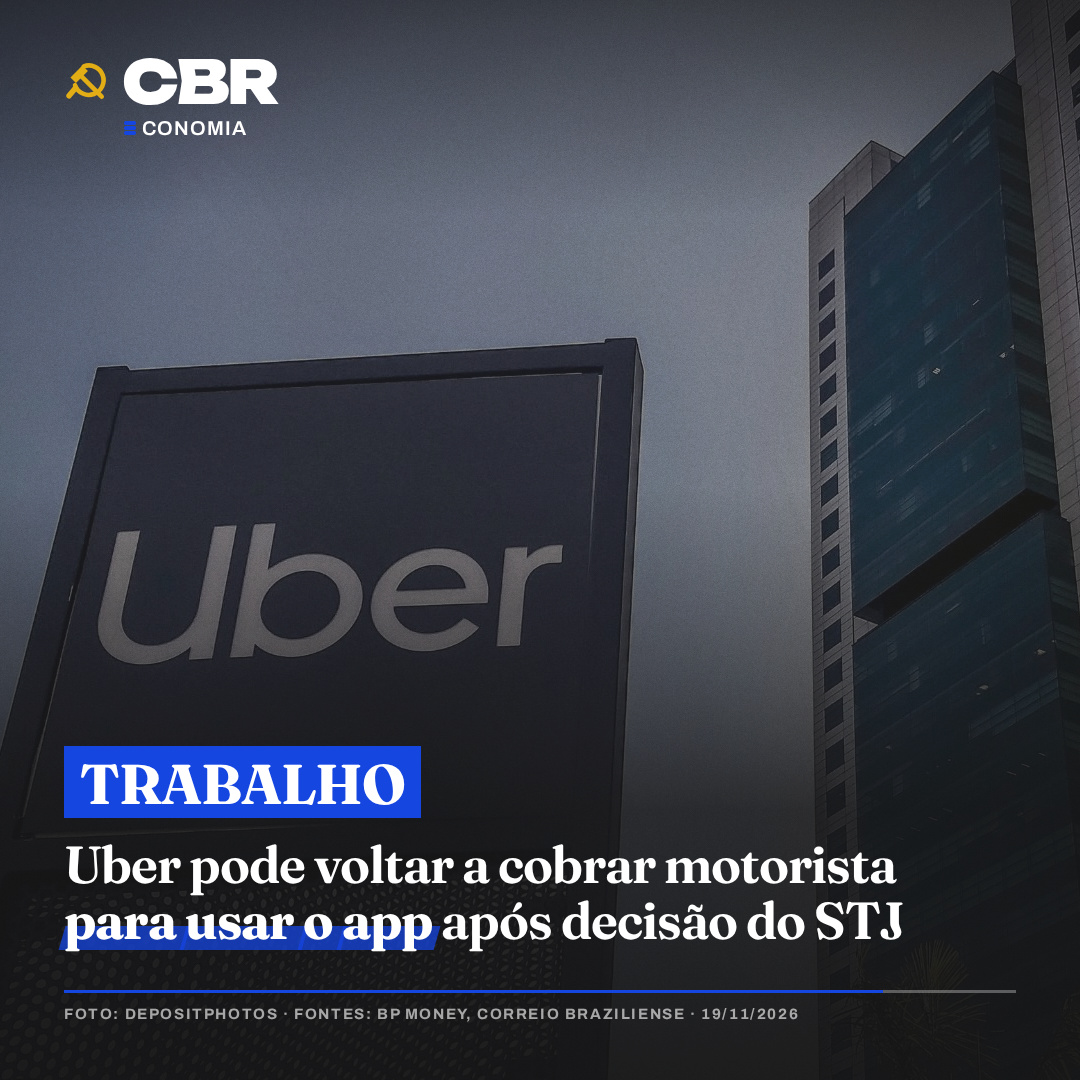 CBR
CONOMIA
Uber
TRABALHO
Uber pode voltar a cobrar motorista
para usar o app após decisão do STJ
FOTO: DEPOSITPHOTOS · FONTES: BP MONEY, CORREIO BRAZILIENSE · 19/11/2026